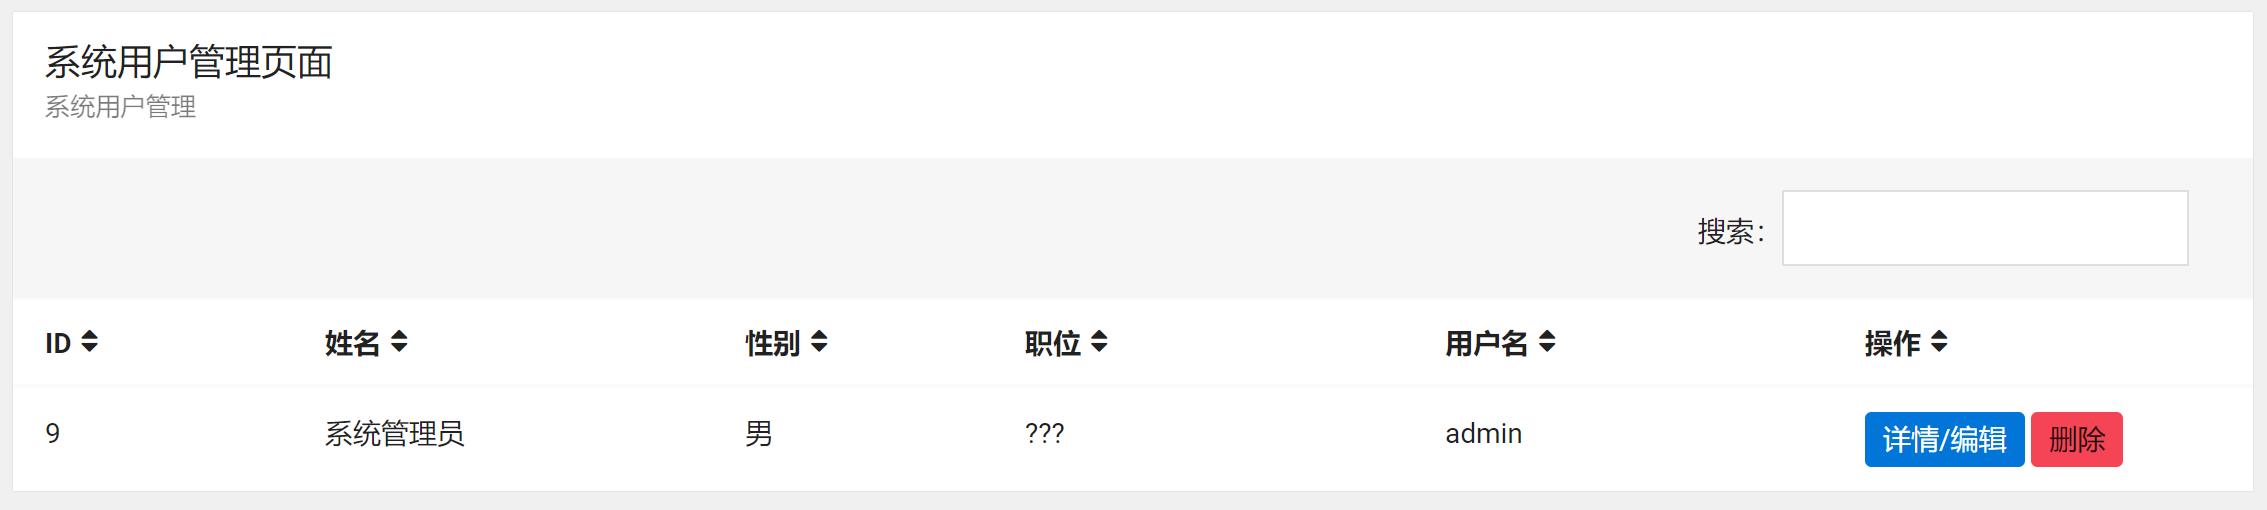 系统用户管理页面
系统用户管理
搜索：
ID 姓名 性别 职位 用户名 操作
9 系统管理员 男 ??? admin 详情/编辑 删除